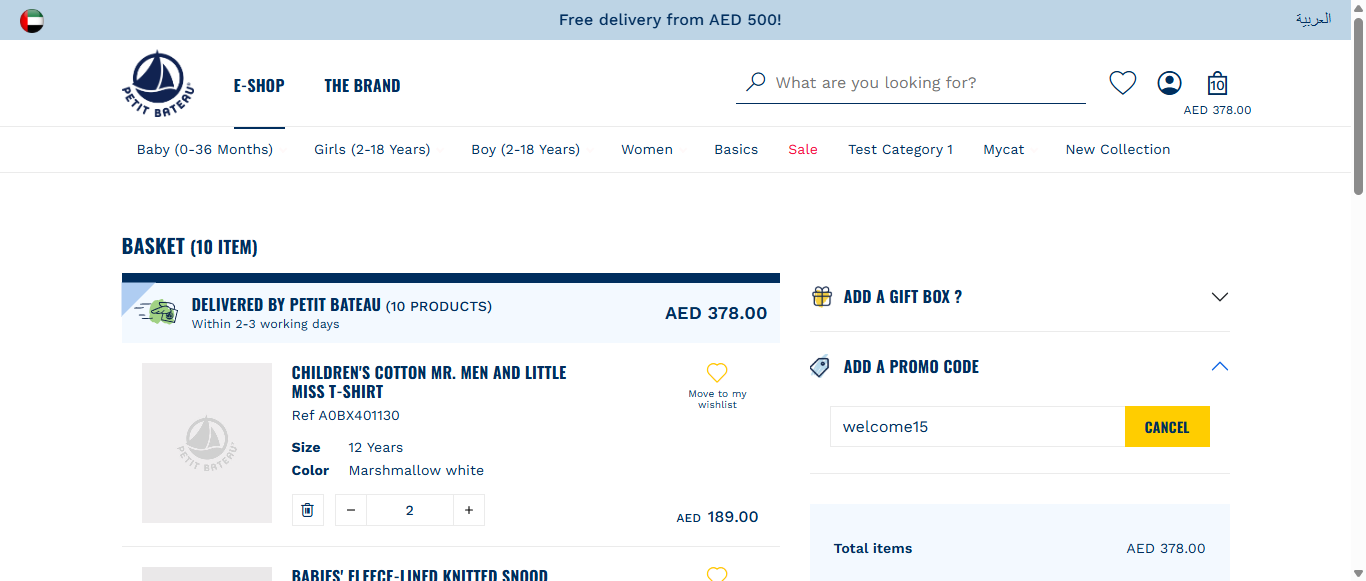 Free delivery from AED 500!
العربية
PETIT BATEAU
E-SHOP
THE BRAND
What are you looking for?
10
AED 378.00
Baby (0-36 Months)
Girls (2-18 Years)
Boy (2-18 Years)
Women
Basics
Sale
Test Category 1
Mycat
New Collection
BASKET (10 ITEM)
DELIVERED BY PETIT BATEAU (10 PRODUCTS)
Within 2-3 working days
AED 378.00
CHILDREN'S COTTON MR. MEN AND LITTLE
MISS T-SHIRT
Ref A0BX401130
Size 12 Years
Color Marshmallow white
Move to my
wishlist
PETIT BATEAU
2
AED 189.00
BABIES' FLEECE-LINED KNITTED SNOOD
ADD A GIFT BOX ?
ADD A PROMO CODE
welcome15
CANCEL
Total items
AED 378.00